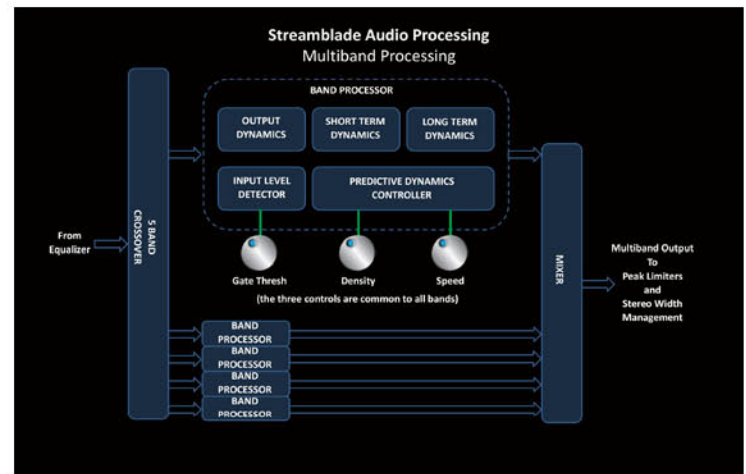 Streamblade Audio Processing
Multiband Processing
BAND PROCESSOR
OUTPUT
DYNAMICS
SHORT TERM
DYNAMICS
LONG TERM
DYNAMICS
INPUT LEVEL
DETECTOR
PREDICTIVE DYNAMICS
CONTROLLER
5 BAND
CROSSOVER
From
Equalizer
Gate Thresh
Density
Speed
(the three controls are common to all bands)
MIXER
Multiband Output
To
Peak Limiters
and
Stereo Width
Management
BAND
PROCESSOR
BAND
PROCESSOR
BAND
PROCESSOR
BAND
PROCESSOR